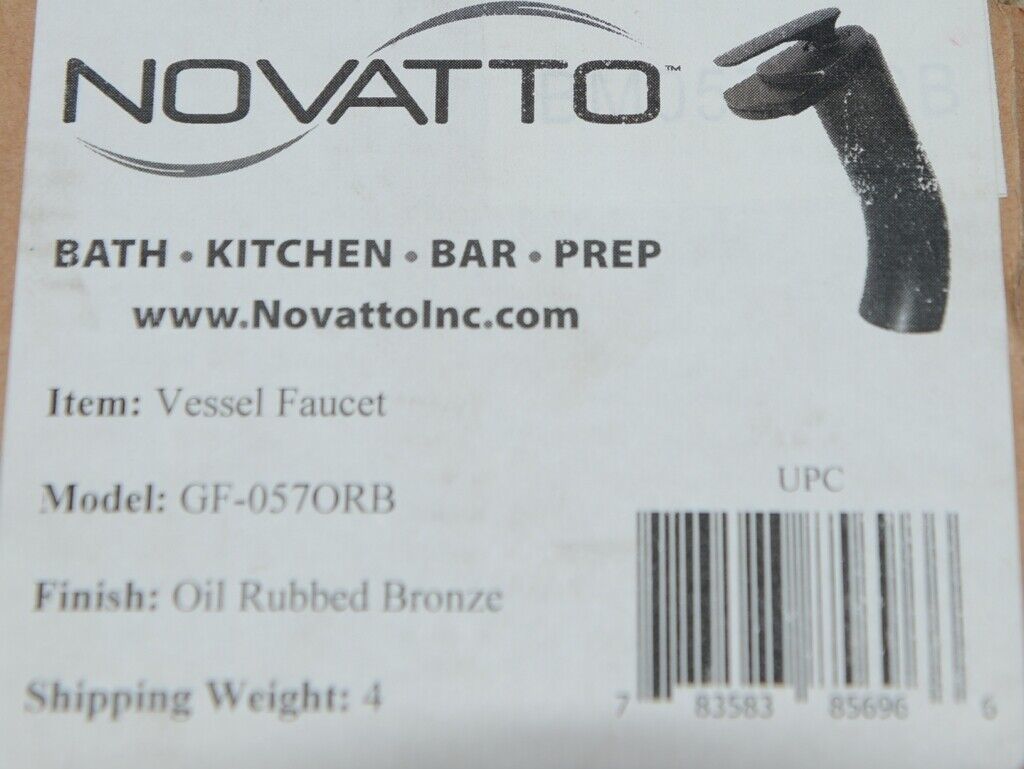 NOVATTO™
BATH • KITCHEN • BAR • PREP
www.NovattoInc.com
Item: Vessel Faucet
Model: GF-057ORB
Finish: Oil Rubbed Bronze
Shipping Weight: 4
UPC
7 83583 85696 6